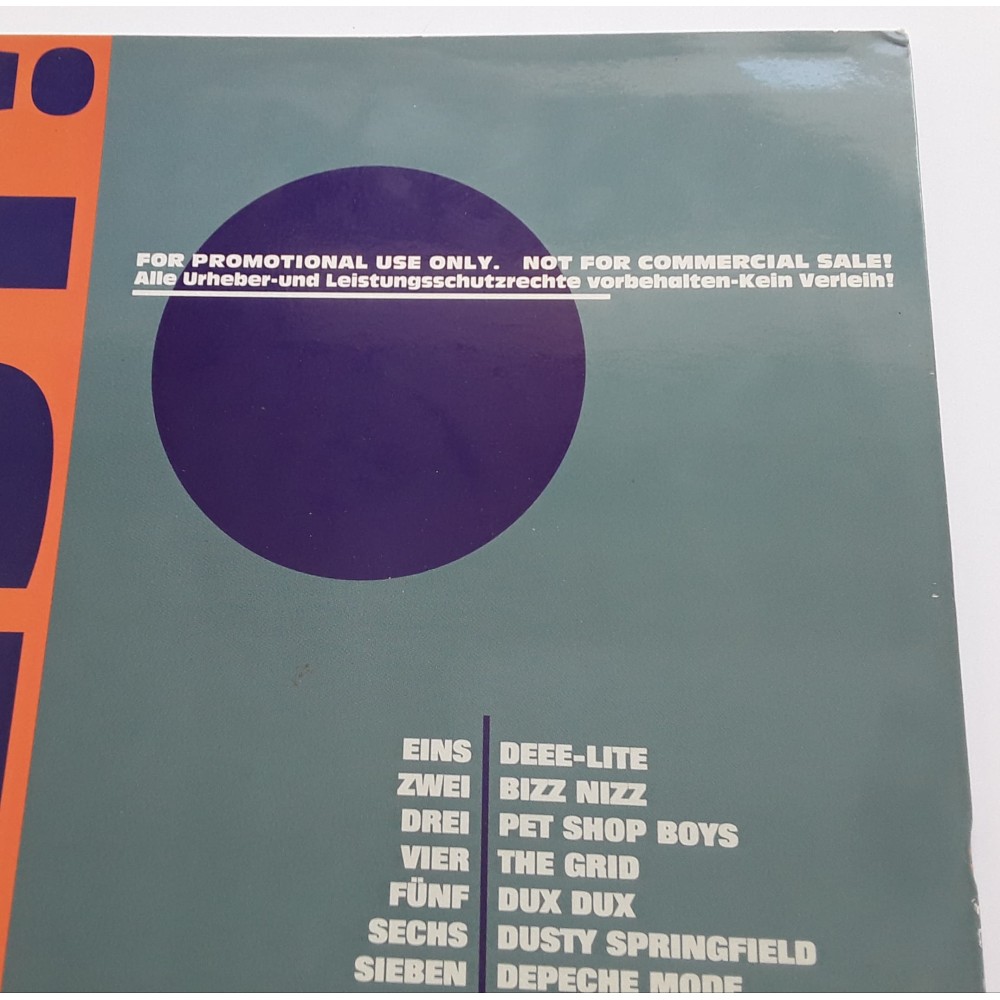 FOR PROMOTIONAL USE ONLY. NOT FOR COMMERCIAL SALE!
Alle Urheber-und Leistungsschutzrechte vorbehalten-Kein Verleih!
EINS DEEE-LITE
ZWEI BIZZ NIZZ
DREI PET SHOP BOYS
VIER THE GRID
FÜNF DUX DUX
SECHS DUSTY SPRINGFIELD
SIEBEN DEPECHE MODE